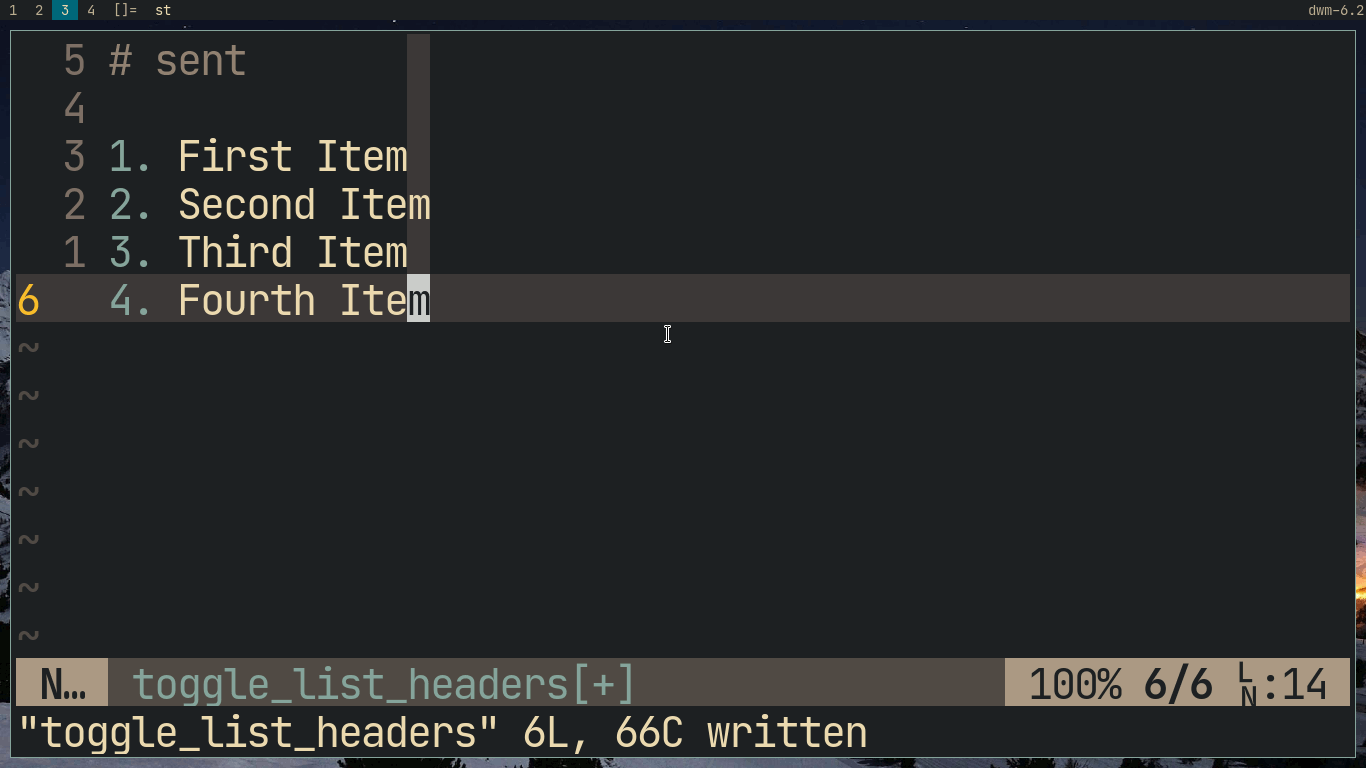 1 2 3 4 []= st dwm-6.2
5 # sent
4
3 1. First Item
2 2. Second Item
1 3. Third Item
6 4. Fourth Item
~
~
~
~
~
~
~
N… toggle_list_headers[+] 100% 6/6 ␊:14
"toggle_list_headers" 6L, 66C written